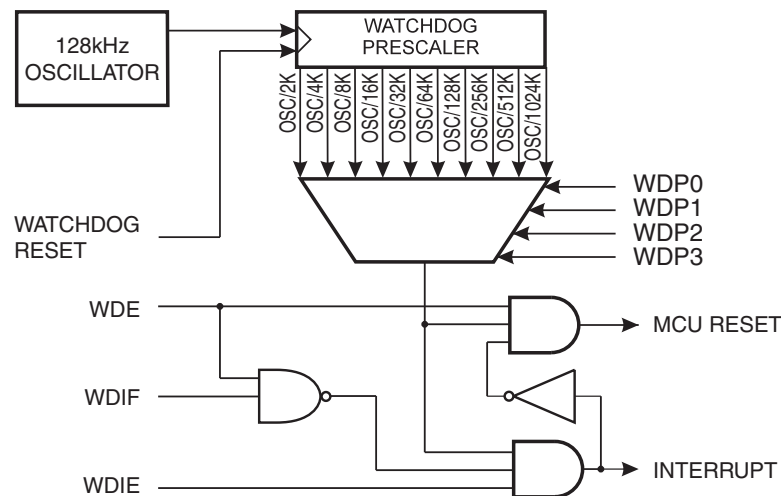 128kHz
OSCILLATOR
WATCHDOG
PRESCALER
OSC/2K
OSC/4K
OSC/8K
OSC/16K
OSC/32K
OSC/64K
OSC/128K
OSC/256K
OSC/512K
OSC/1024K
WATCHDOG
RESET
WDP0
WDP1
WDP2
WDP3
WDE
MCU RESET
WDIF
WDIE
INTERRUPT